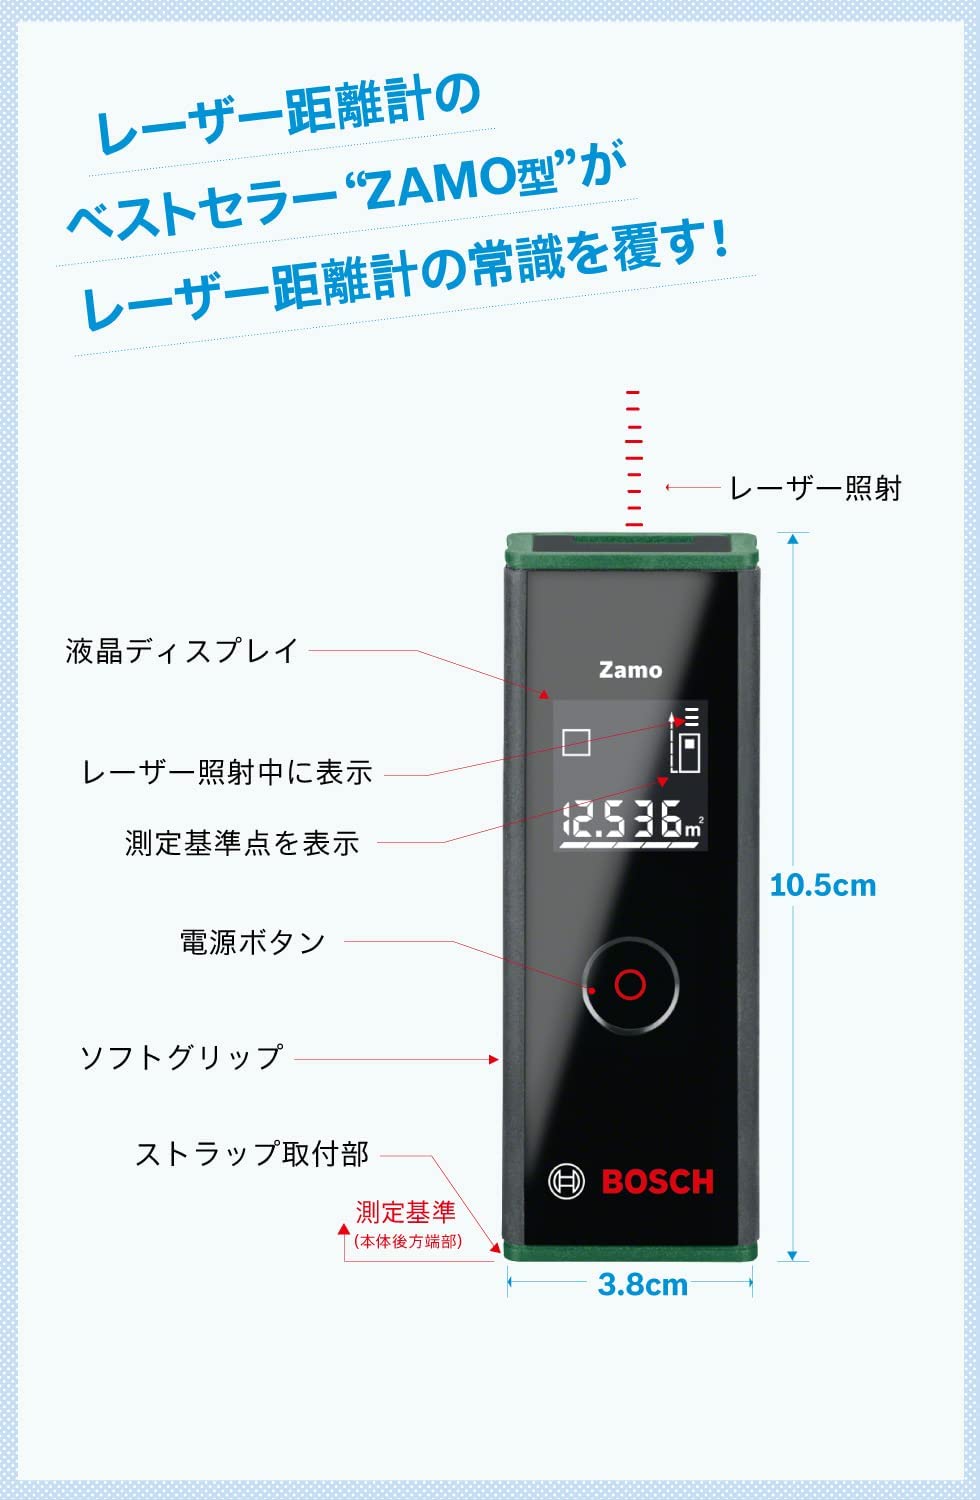 レーザー距離計の
ベストセラー“ZAMO型”が
レーザー距離計の常識を覆す！
レーザー照射
液晶ディスプレイ
Zamo
レーザー照射中に表示
測定基準点を表示
12.536m²
10.5cm
電源ボタン
ソフトグリップ
ストラップ取付部
BOSCH
測定基準
(本体後方端部)
3.8cm